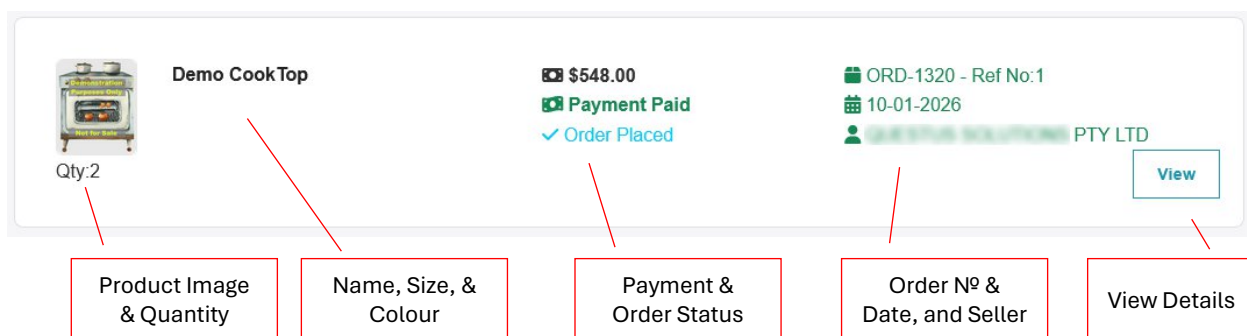 Demonstration
Purposes Only
Not for Sale
Qty:2
Demo CookTop
$548.00
Payment Paid
Order Placed
ORD-1320 - Ref No:1
10-01-2026
PTY LTD
View
Product Image
& Quantity
Name, Size, &
Colour
Payment &
Order Status
Order Nº &
Date, and Seller
View Details